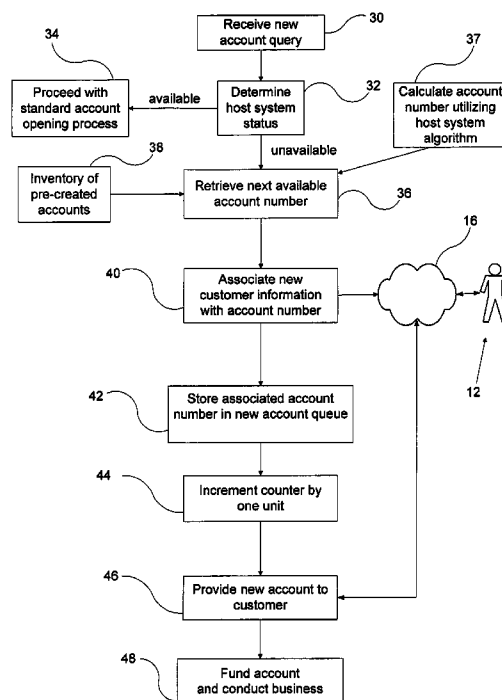 30
Receive new
account query
34
Proceed with
standard account
opening process
available
Determine
host system
status
32
37
Calculate account
number utilizing
host system
algorithm
unavailable
38
Inventory of
pre-created
accounts
Retrieve next available
account number
36
16
40
Associate new
customer information
with account number
12
42
Store associated account
number in new account queue
44
Increment counter by
one unit
46
Provide new account to
customer
48
Fund account
and conduct business